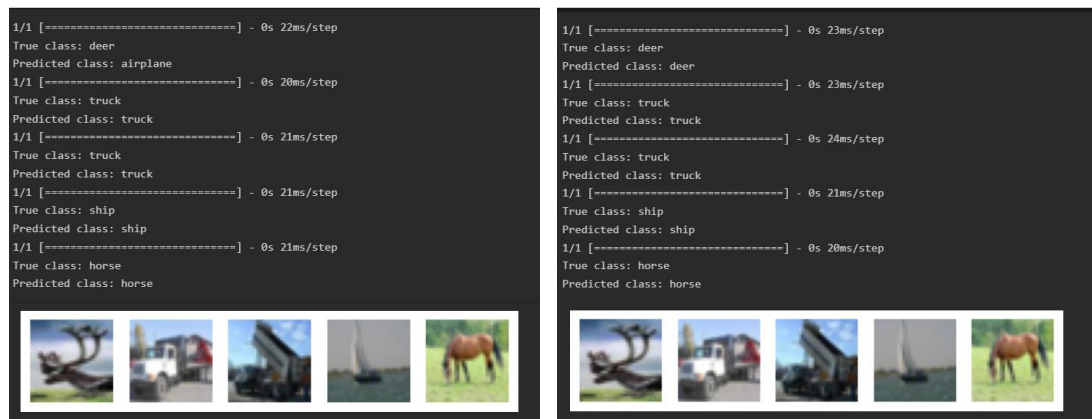 1/1 [==============================] - 0s 22ms/step
True class: deer
Predicted class: airplane
1/1 [==============================] - 0s 20ms/step
True class: truck
Predicted class: truck
1/1 [==============================] - 0s 21ms/step
True class: truck
Predicted class: truck
1/1 [==============================] - 0s 21ms/step
True class: ship
Predicted class: ship
1/1 [==============================] - 0s 21ms/step
True class: horse
Predicted class: horse
1/1 [==============================] - 0s 23ms/step
True class: deer
Predicted class: deer
1/1 [==============================] - 0s 23ms/step
True class: truck
Predicted class: truck
1/1 [==============================] - 0s 24ms/step
True class: truck
Predicted class: truck
1/1 [==============================] - 0s 21ms/step
True class: ship
Predicted class: ship
1/1 [==============================] - 0s 20ms/step
True class: horse
Predicted class: horse